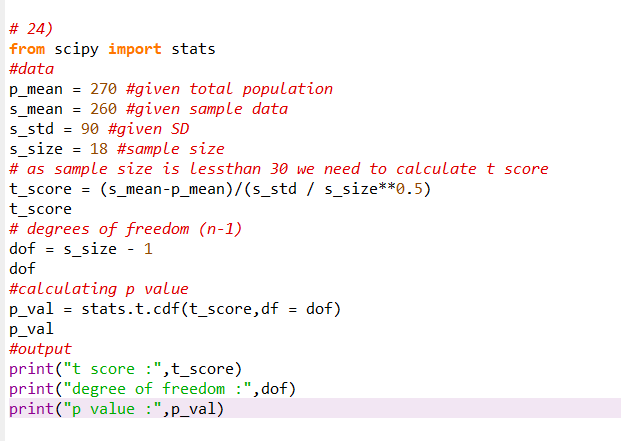 # 24)
from scipy import stats
#data
p_mean = 270 #given total population
s_mean = 260 #given sample data
s_std = 90 #given SD
s_size = 18 #sample size
# as sample size is lessthan 30 we need to calculate t score
t_score = (s_mean-p_mean)/(s_std / s_size**0.5)
t_score
# degrees of freedom (n-1)
dof = s_size - 1
dof
#calculating p value
p_val = stats.t.cdf(t_score,df = dof)
p_val
#output
print("t score :",t_score)
print("degree of freedom :",dof)
print("p value :",p_val)